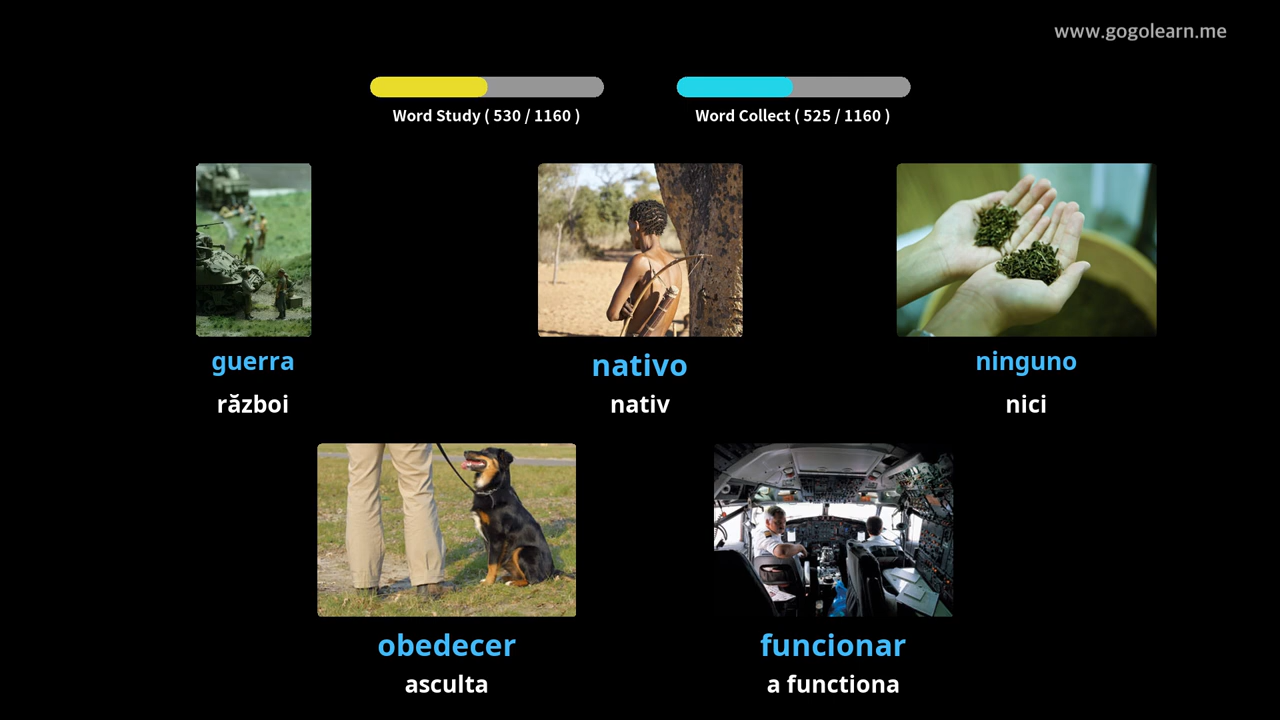 www.gogolearn.me
Word Study ( 530 / 1160 )
Word Collect ( 525 / 1160 )
guerra
război
nativo
nativ
ninguno
nici
obedecer
asculta
funcionar
a functiona